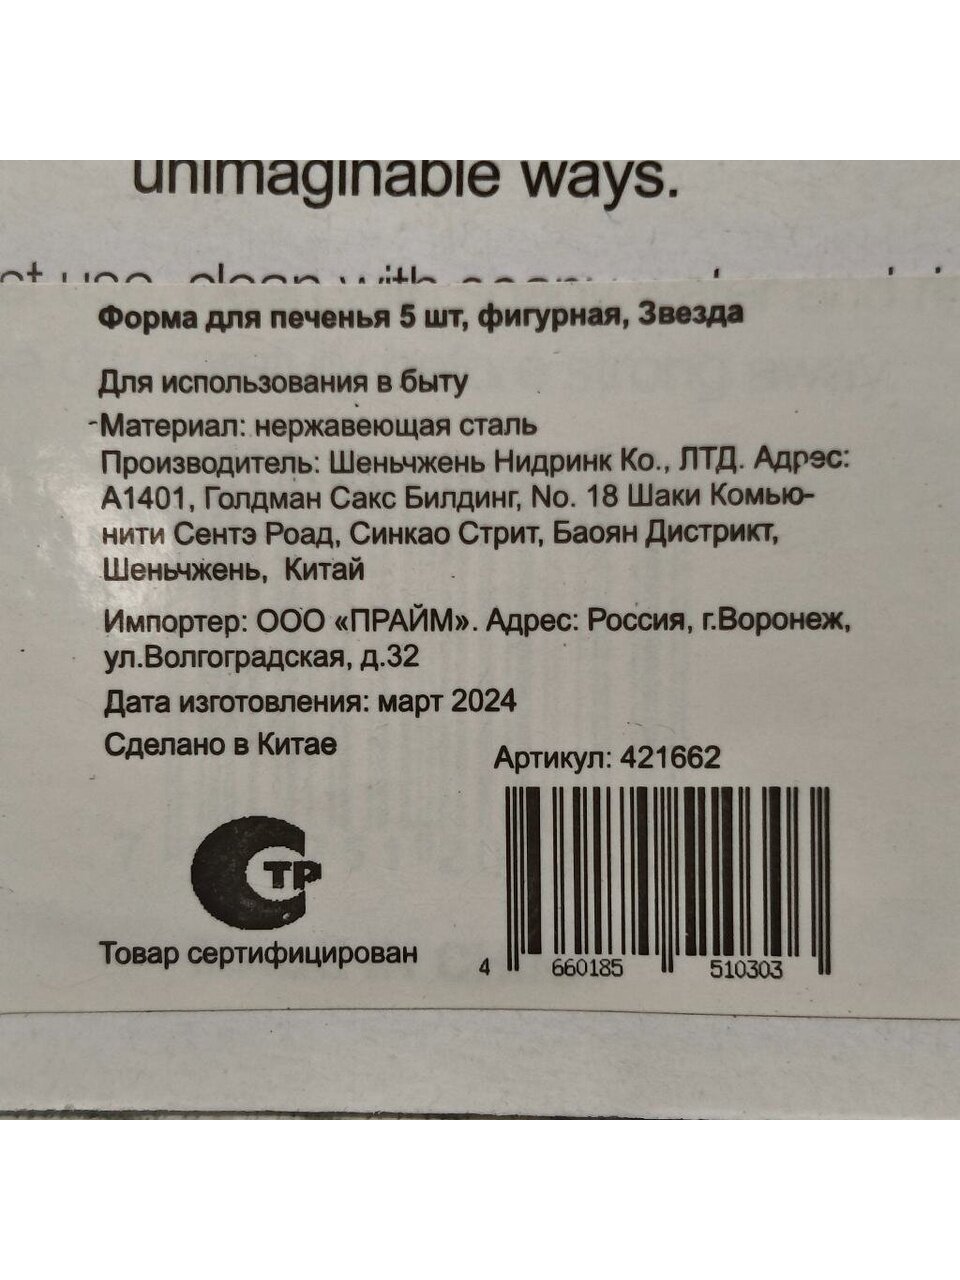 unimaginable ways.
Форма для печенья 5 шт, фигурная, Звезда
Для использования в быту
-Материал: нержавеющая сталь
Производитель: Шеньчжень Нидринк Ко., ЛТД. Адрес:
А1401, Голдман Сакс Билдинг, No. 18 Шаки Комью-
нити Сентэ Роад, Синкао Стрит, Баоян Дистрикт,
Шеньчжень, Китай
Импортер: ООО «ПРАЙМ». Адрес: Россия, г.Воронеж,
ул.Волгоградская, д.32
Дата изготовления: март 2024
Сделано в Китае
Артикул: 421662
СТР
Товар сертифицирован
4 660185 510303